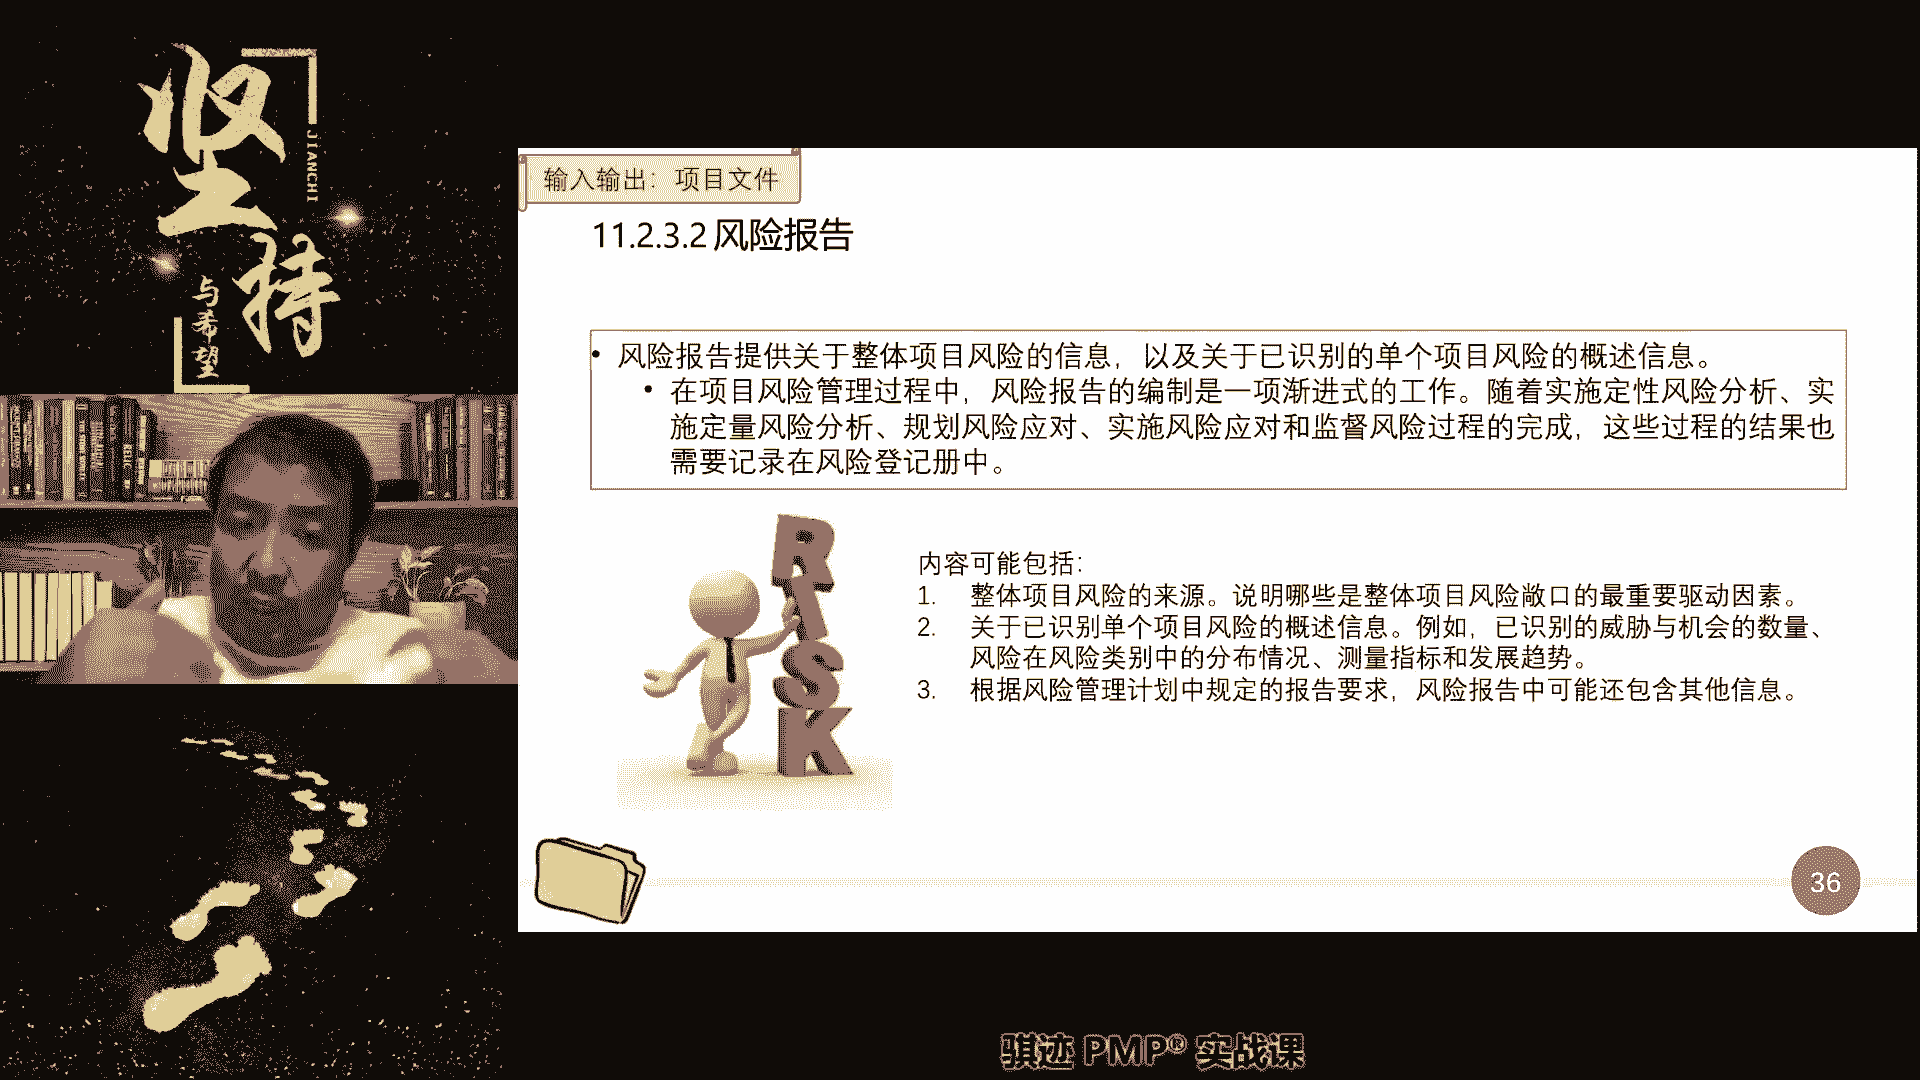 坚
持
JIANCHI
与希望
输入输出：项目文件
11.2.3.2 风险报告
• 风险报告提供关于整体项目风险的信息，以及关于已识别的单个项目风险的概述信息。
• 在项目风险管理过程中，风险报告的编制是一项渐进式的工作。随着实施定性风险分析、实
施定量风险分析、规划风险应对、实施风险应对和监督风险过程的完成，这些过程的结果也
需要记录在风险登记册中。
RISK
内容可能包括:
1. 整体项目风险的来源。说明哪些是整体项目风险敞口的最重要驱动因素。
2. 关于已识别单个项目风险的概述信息。例如，已识别的威胁与机会的数量、
风险在风险类别中的分布情况、测量指标和发展趋势。
3. 根据风险管理计划中规定的报告要求，风险报告中可能还包含其他信息。
36
骐迹 PMP® 实战课